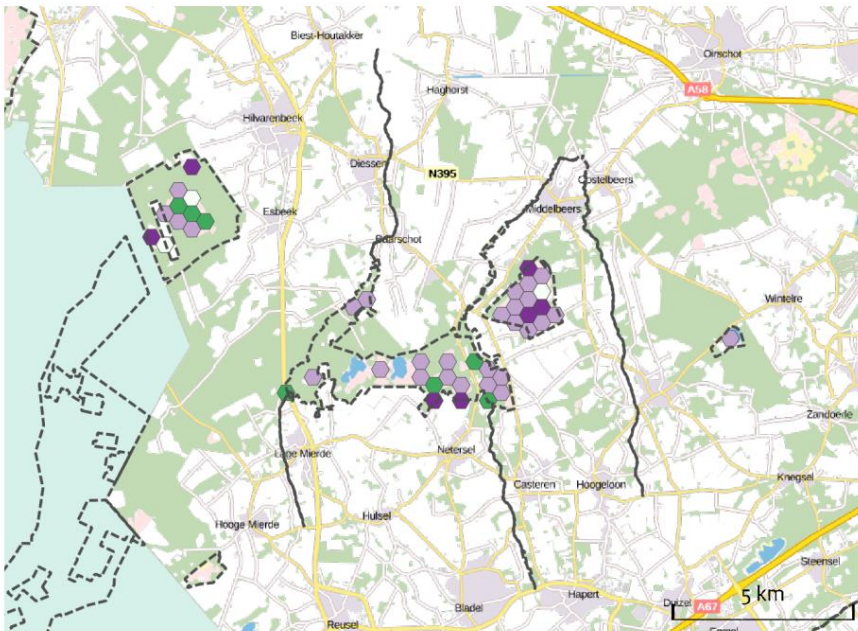 Biest-Houtakker
Oirschot
Haghorst
A58
Hilvarenbeek
Diessen
N395
Oostelbeers
Esbeek
Middelbeers
Baarschot
Wintelre
Zandoerle
Lage Mierde
Netersel
Casteren
Hoogeloon
Knegsel
Hulsel
Hooge Mierde
Steensel
Hapert
5 km
Bladel
Duizel
A67
Reusel